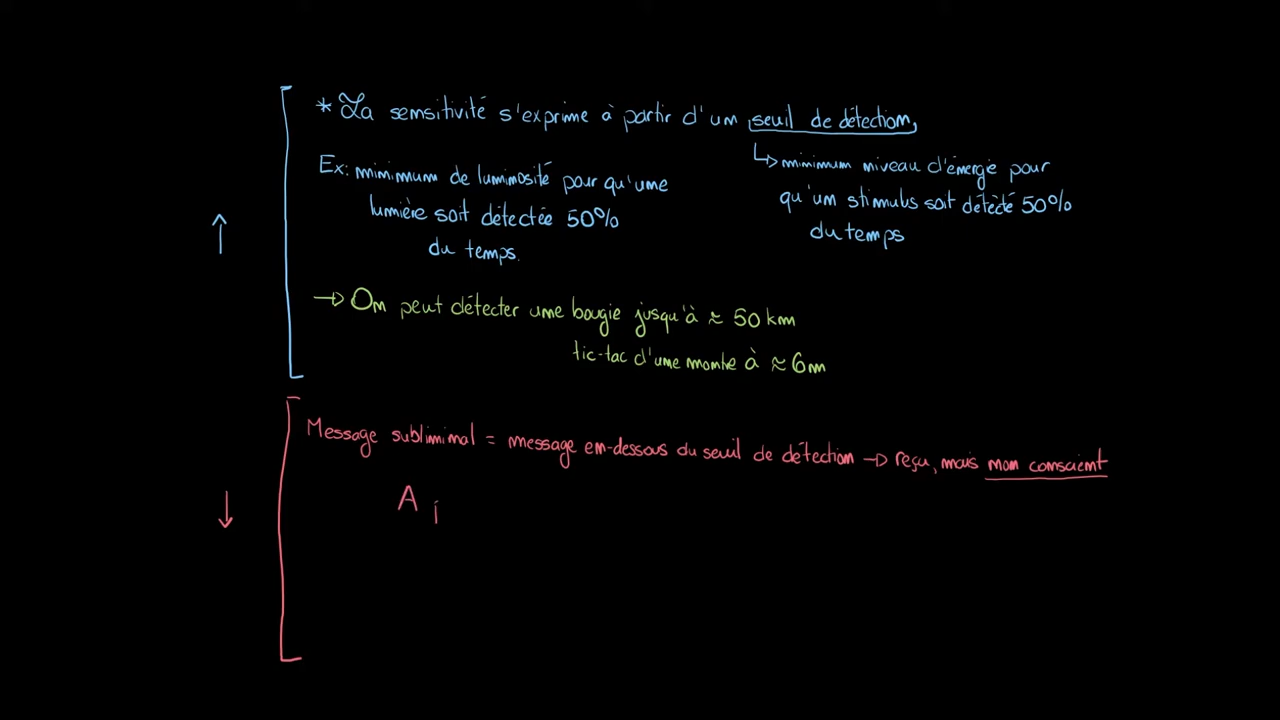 * La sensitivité s'exprime à partir d'un seuil de détection,
Ex: minimum de luminosité pour qu'une
lumière soit détectée 50%
du temps.
↳ minimum niveau d'énergie pour
qu'un stimulus soit détecté 50%
du temps
→ On peut détecter une bougie jusqu'à ≈ 50 km
tic-tac d'une montre à ≈ 6m
↑
Message subliminal = message en-dessous du seuil de détection → reçu, mais non conscient
A i
↓